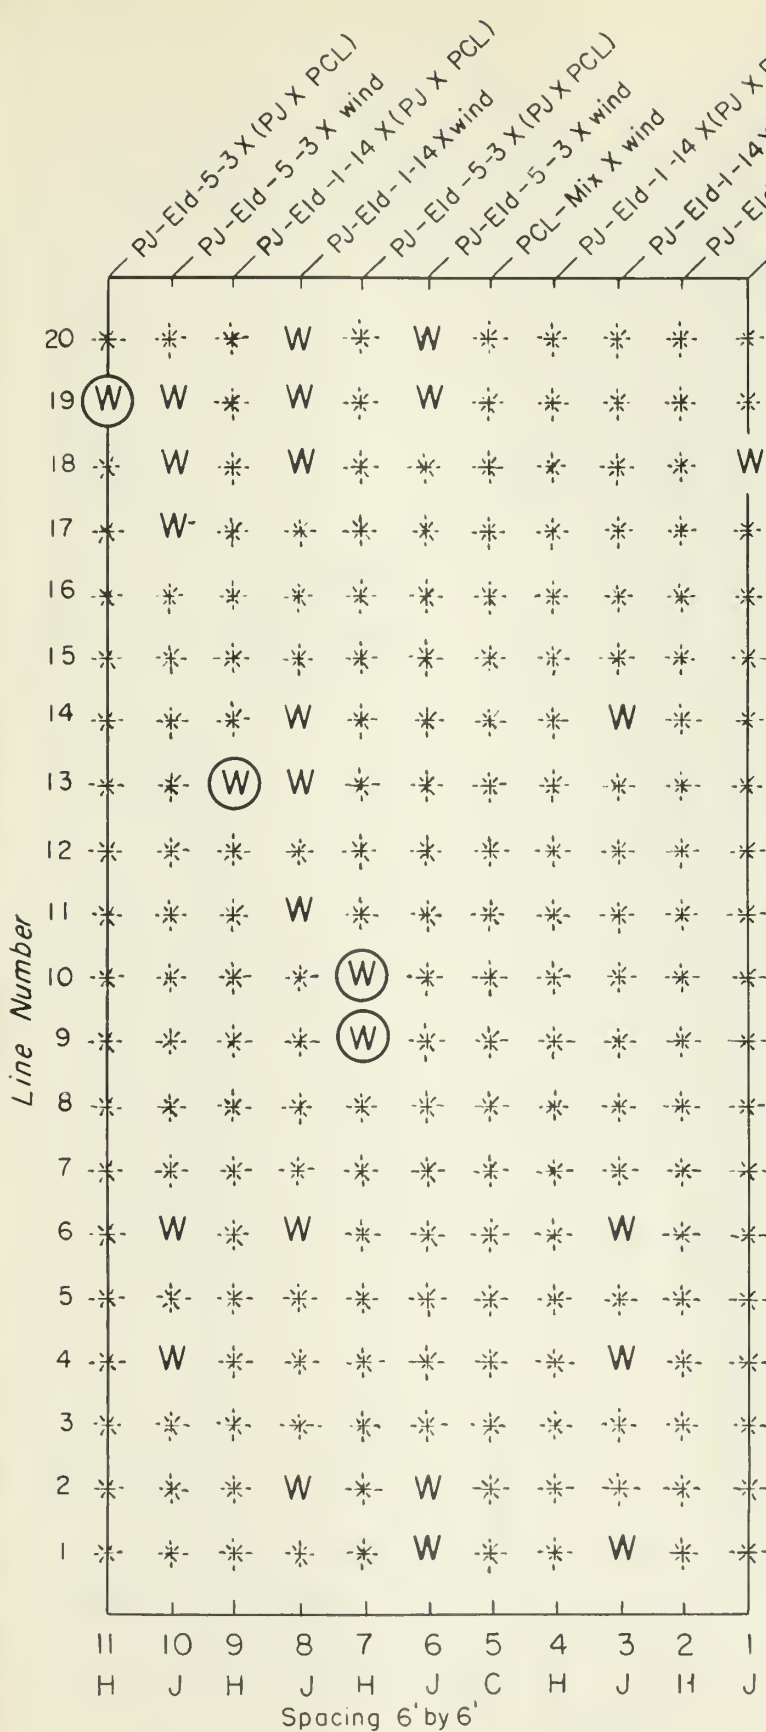 PJ-Eld-5-3 X (PJ X PCL)
PJ-Eld-5-3 X wind
PJ-Eld-1-14 X (PJ X PCL)
PJ-Eld-1-14 X wind
PJ-Eld-5-3 X (PJ X PCL)
PJ-Eld-5-3 X wind
PCL-Mix X wind
PJ-Eld-1-14 X (PJ X P
PJ-Eld-1-14 X
PJ-Eld
20 W W
19 W W W W
18 W W W
17 W
16
15
14 W W
13 W W
12
11 W
10 W
9 W
8
7
6 W W W
5
4 W W
3
2 W W
1 W W
Line Number
11 10 9 8 7 6 5 4 3 2 1
H J H J H J C H J H J
Spacing 6' by 6'